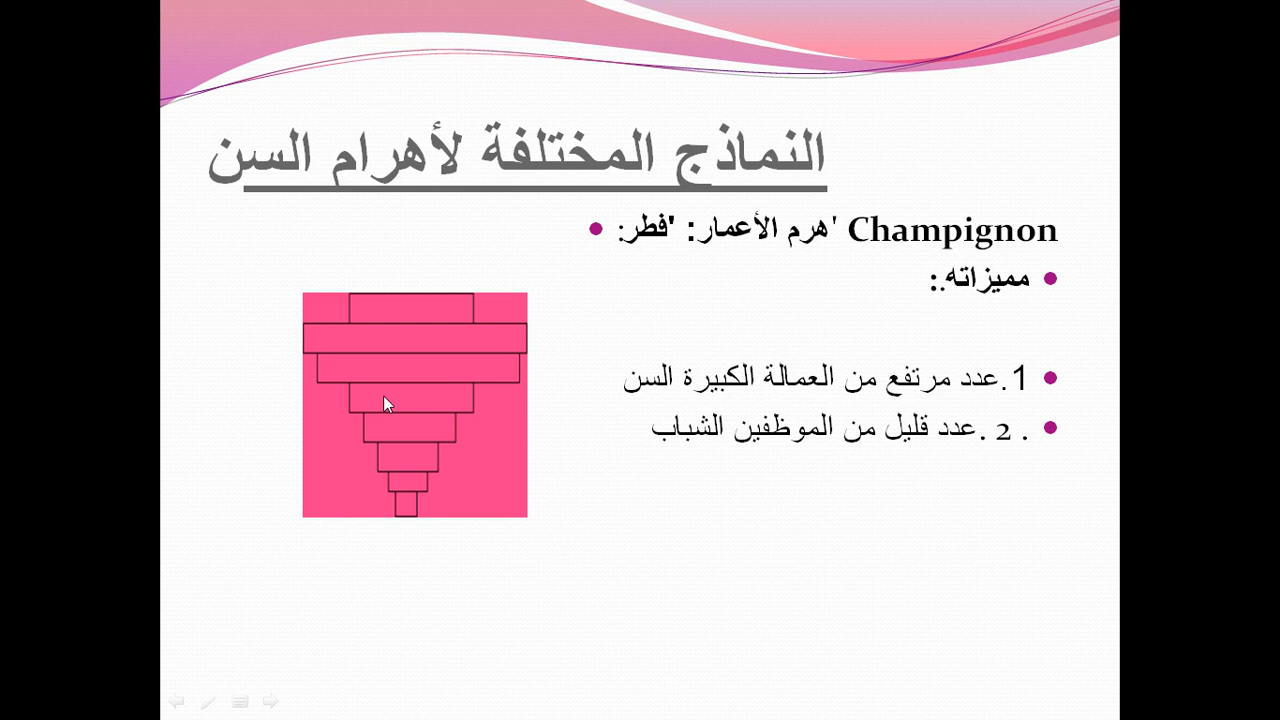 النماذج المختلفة لأهرام السن
Champignon 'هرم الأعمار: 'فطر:
مميزاته.:
1.عدد مرتفع من العمالة الكبيرة السن
. 2 .عدد قليل من الموظفين الشباب